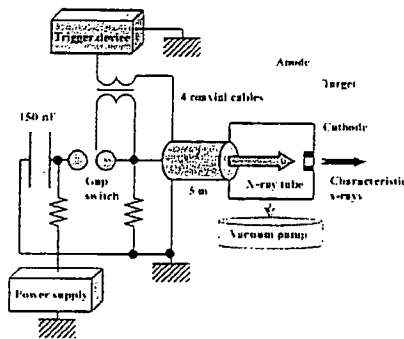 Trigger device
Anode
Target
4 coaxial cables
Cathode
150 nF
Gap
switch
5 m
X-ray tube
Characteristic
x-rays
Vacuum pump
Power supply